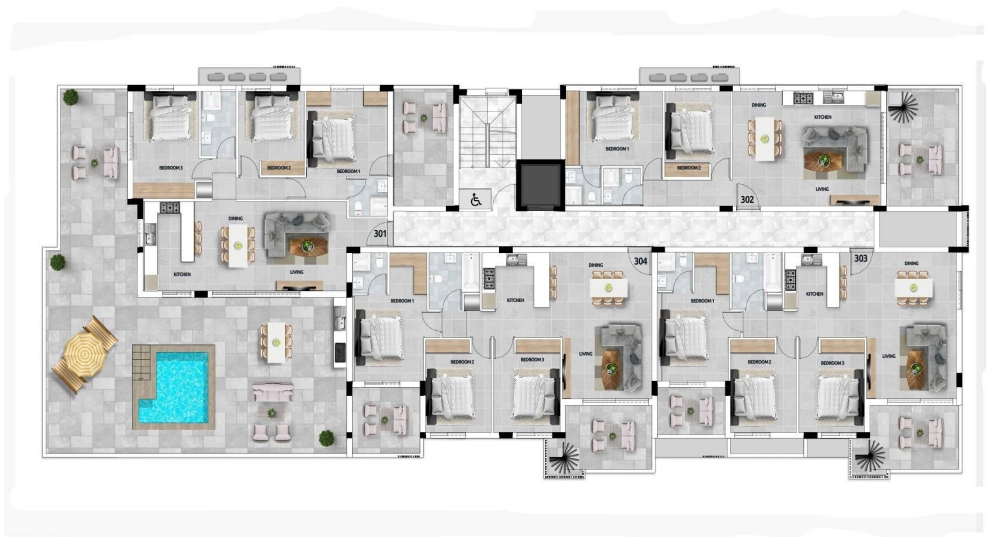 BEDROOM 3
BEDROOM 2
BEDROOM 1
DINING
KITCHEN
LIVING
301
BEDROOM 1
BEDROOM 2
DINING
KITCHEN
LIVING
302
304
BEDROOM 1
KITCHEN
DINING
BEDROOM 2
BEDROOM 3
LIVING
303
BEDROOM 1
KITCHEN
DINING
BEDROOM 2
BEDROOM 3
LIVING